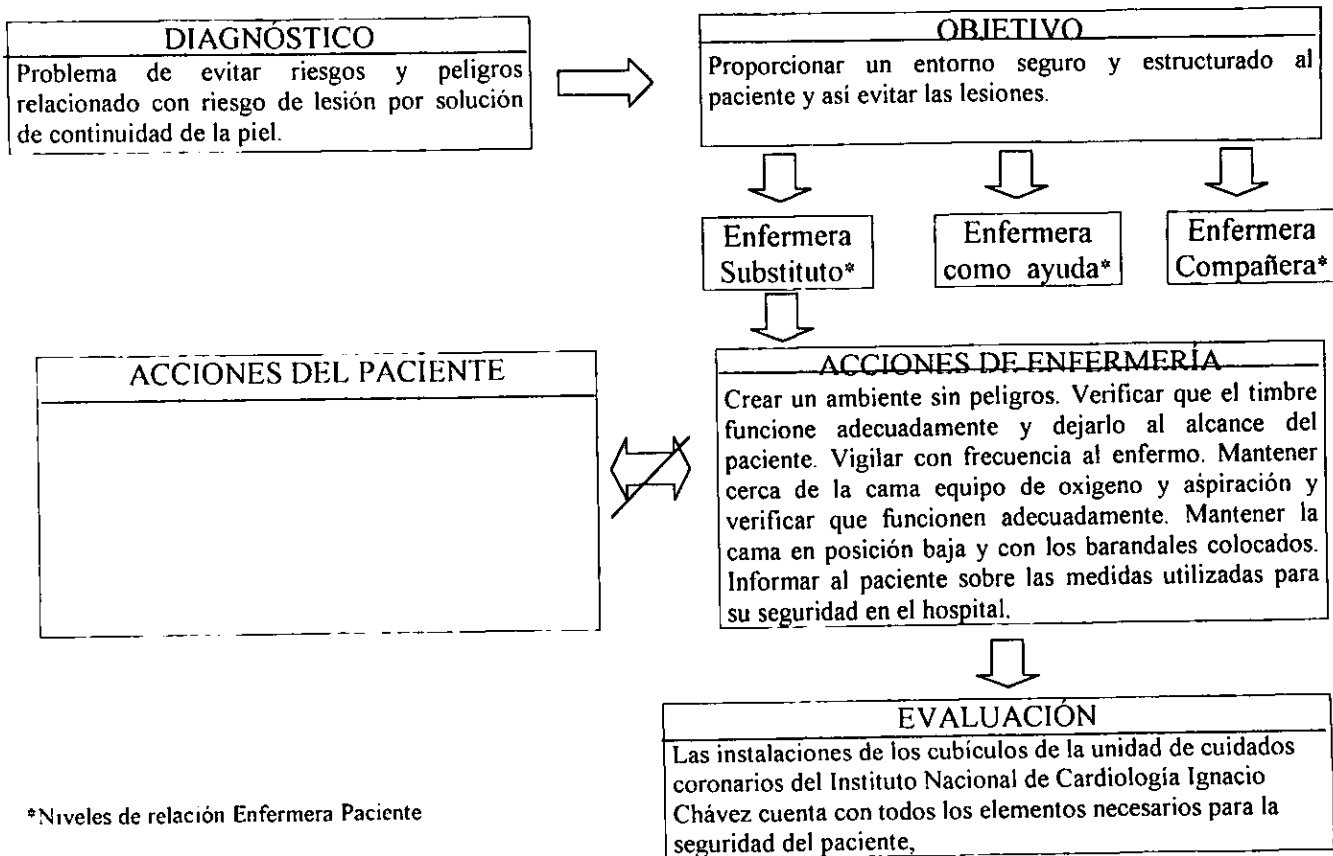 DIAGNÓSTICO
Problema de evitar riesgos y peligros
relacionado con riesgo de lesión por solución
de continuidad de la piel.
OBJETIVO
Proporcionar un entorno seguro y estructurado al
paciente y así evitar las lesiones.
Enfermera
Substituto*
Enfermera
como ayuda*
Enfermera
Compañera*
ACCIONES DEL PACIENTE
ACCIONES DE ENFERMERÍA
Crear un ambiente sin peligros. Verificar que el timbre
funcione adecuadamente y dejarlo al alcance del
paciente. Vigilar con frecuencia al enfermo. Mantener
cerca de la cama equipo de oxigeno y aspiración y
verificar que funcionen adecuadamente. Mantener la
cama en posición baja y con los barandales colocados.
Informar al paciente sobre las medidas utilizadas para
su seguridad en el hospital.
EVALUACIÓN
Las instalaciones de los cubículos de la unidad de cuidados
coronarios del Instituto Nacional de Cardiología Ignacio
Chávez cuenta con todos los elementos necesarios para la
seguridad del paciente,
*Niveles de relación Enfermera Paciente